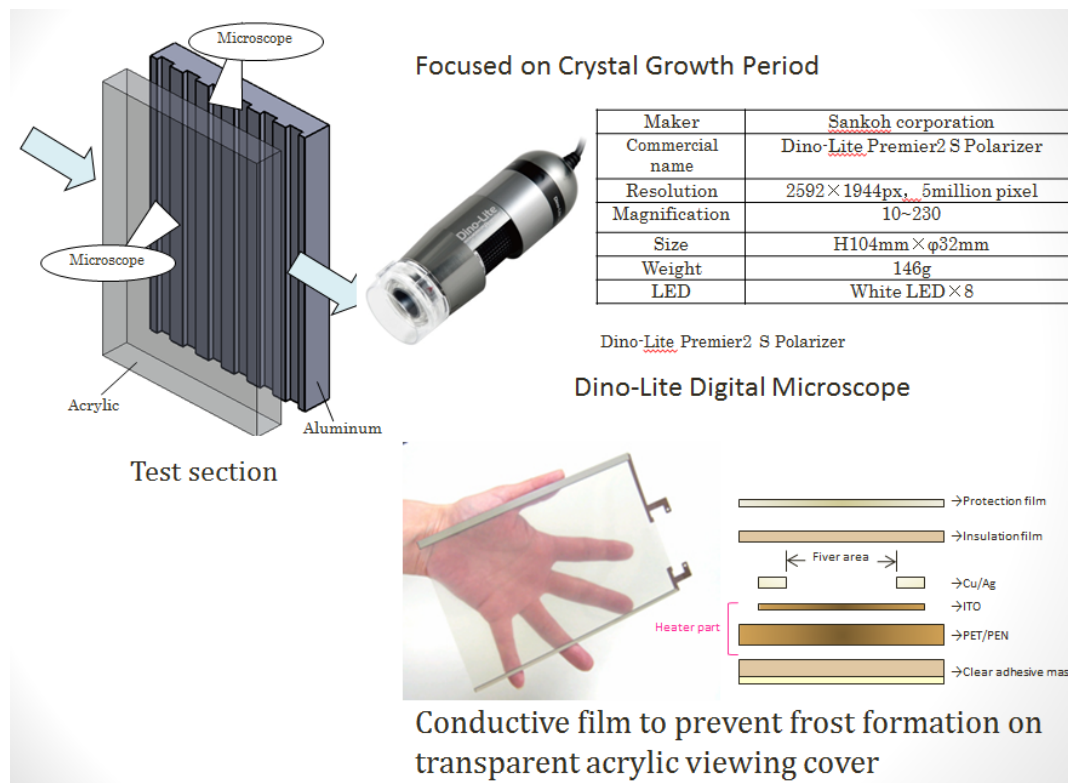 Microscope
Microscope
Acrylic
Aluminum
Test section
Focused on Crystal Growth Period
Maker Sankoh corporation
Commercial name Dino-Lite Premier2 S Polarizer
Resolution 2592×1944px, 5million pixel
Magnification 10~230
Size H104mm×φ32mm
Weight 146g
LED White LED×8
Dino-Lite
Dino-Lite Premier2 S Polarizer
Dino-Lite Digital Microscope
→Protection film
→Insulation film
Fiver area
→Cu/Ag
→ITO
Heater part
→PET/PEN
→Clear adhesive mas
Conductive film to prevent frost formation on
transparent acrylic viewing cover